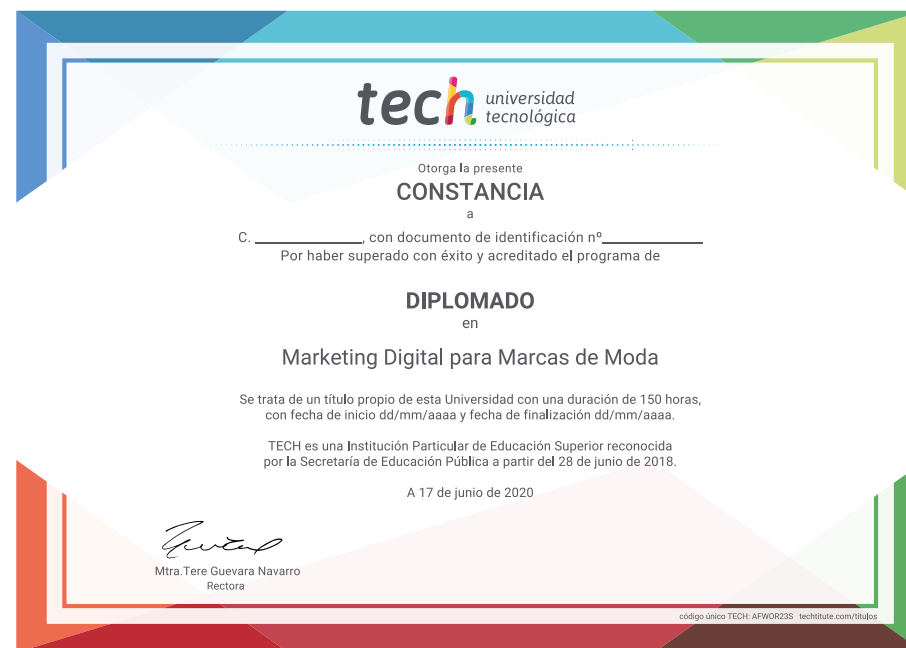 tech universidad
tecnológica
Otorga la presente
CONSTANCIA
a
C. ______________, con documento de identificación nº_____________
Por haber superado con éxito y acreditado el programa de
DIPLOMADO
en
Marketing Digital para Marcas de Moda
Se trata de un título propio de esta Universidad con una duración de 150 horas,
con fecha de inicio dd/mm/aaaa y fecha de finalización dd/mm/aaaa.
TECH es una Institución Particular de Educación Superior reconocida
por la Secretaría de Educación Pública a partir del 28 de junio de 2018.
A 17 de junio de 2020
Mtra.Tere Guevara Navarro
Rectora
código único TECH: AFWOR23S techtitute.com/titulos